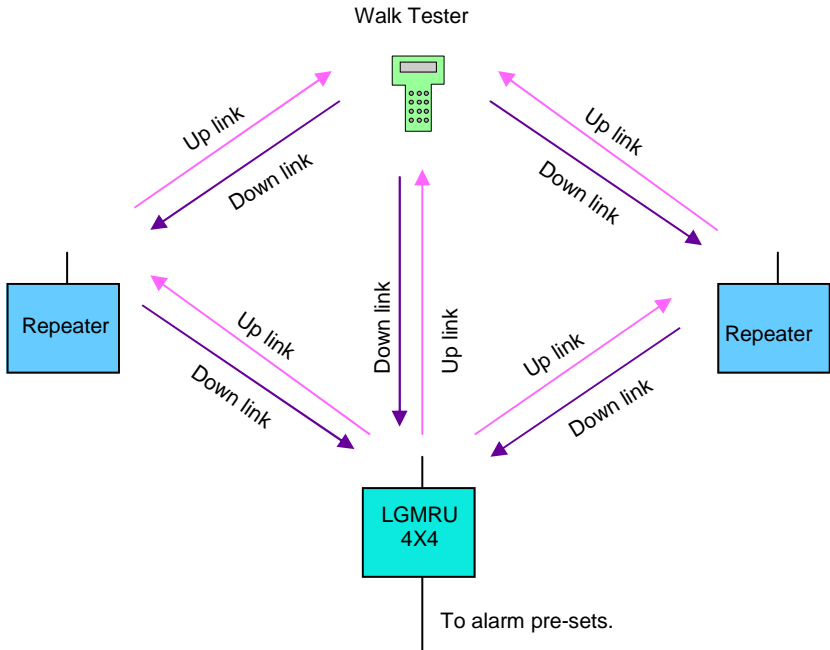 Walk Tester
Up link
Down link
Up link
Down link
Repeater
Up link
Down link
Down link
Up link
Up link
Down link
Repeater
LGMRU
4X4
To alarm pre-sets.